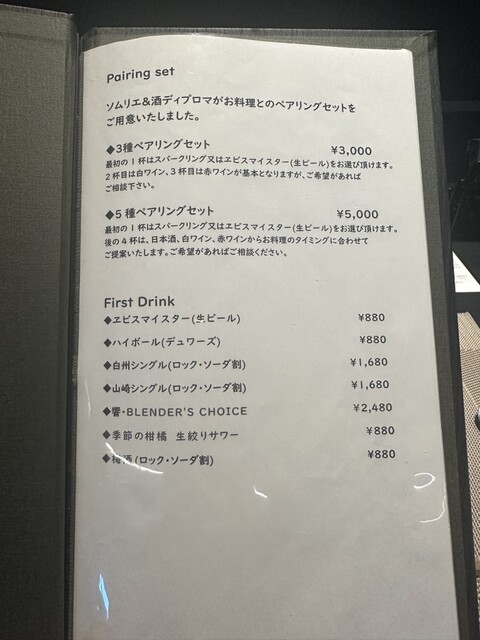 Pairing set
ソムリエ&酒ディプロマがお料理とのペアリングセットを
ご用意いたしました。
◆3種ペアリングセット ¥3,000
最初の1杯はスパークリング又はヱビスマイスター(生ビール)をお選び頂けます。
2杯目は白ワイン、3杯目は赤ワインが基本となりますが、ご希望があれば
ご相談下さい。
◆5種ペアリングセット ¥5,000
最初の1杯はスパークリング又はヱビスマイスター(生ビール)をお選び頂けます。
後の4杯は、日本酒、白ワイン、赤ワインからお料理のタイミングに合わせて
ご提案いたします。ご希望があればご相談ください。
First Drink
◆ヱビスマイスター(生ビール) ¥880
◆ハイボール(デュワーズ) ¥880
◆白州シングル(ロック・ソーダ割) ¥1,680
◆山崎シングル(ロック・ソーダ割) ¥1,680
◆響・BLENDER'S CHOICE ¥2,480
◆季節の柑橘 生絞りサワー ¥880
◆梅酒(ロック・ソーダ割) ¥880